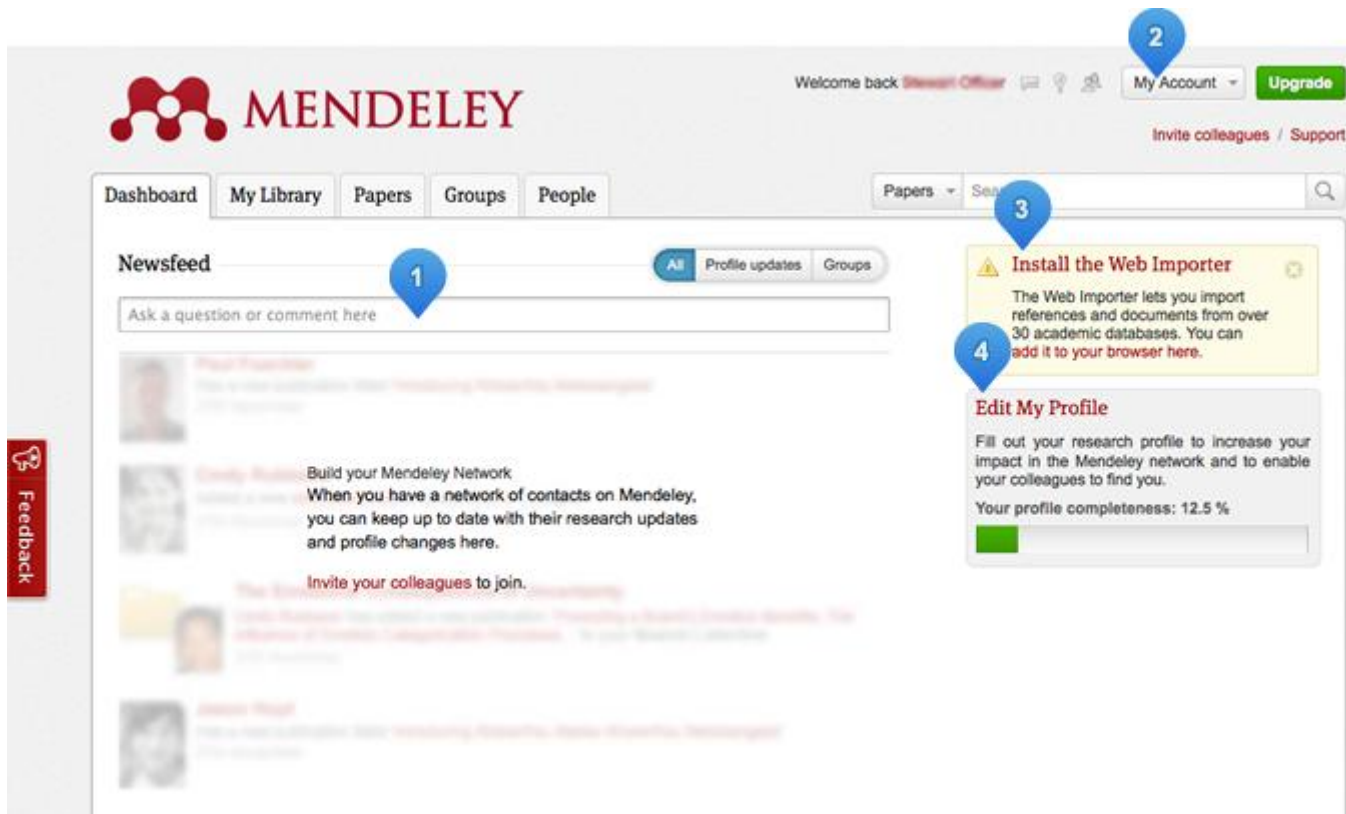 2
MENDELEY
Welcome back
My Account
Upgrade
Invite colleagues / Support
Dashboard
My Library
Papers
Groups
People
Papers
3
Newsfeed
1
All
Profile updates
Groups
Ask a question or comment here
Install the Web Importer
The Web Importer lets you import
references and documents from over
30 academic databases. You can
add it to your browser here.
4
Edit My Profile
Fill out your research profile to increase your
impact in the Mendeley network and to enable
your colleagues to find you.
Your profile completeness: 12.5 %
Build your Mendeley Network
When you have a network of contacts on Mendeley,
you can keep up to date with their research updates
and profile changes here.
Invite your colleagues to join.
Feedback